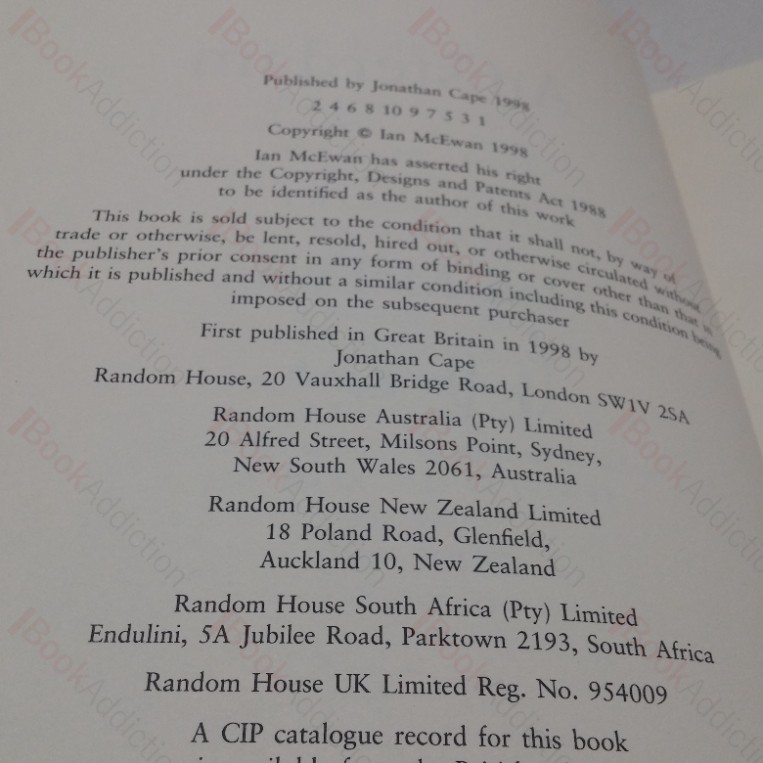 Published by Jonathan Cape 1998
2 4 6 8 10 9 7 5 3 1
Copyright © Ian McEwan 1998
Ian McEwan has asserted his right
under the Copyright, Designs and Patents Act 1988
to be identified as the author of this work
This book is sold subject to the condition that it shall not, by way of
trade or otherwise, be lent, resold, hired out, or otherwise circulated without
the publisher's prior consent in any form of binding or cover other than that in
which it is published and without a similar condition including this condition being
imposed on the subsequent purchaser
First published in Great Britain in 1998 by
Jonathan Cape
Random House, 20 Vauxhall Bridge Road, London SW1V 2SA
Random House Australia (Pty) Limited
20 Alfred Street, Milsons Point, Sydney,
New South Wales 2061, Australia
Random House New Zealand Limited
18 Poland Road, Glenfield,
Auckland 10, New Zealand
Random House South Africa (Pty) Limited
Endulini, 5A Jubilee Road, Parktown 2193, South Africa
Random House UK Limited Reg. No. 954009
A CIP catalogue record for this book
BookAddiction